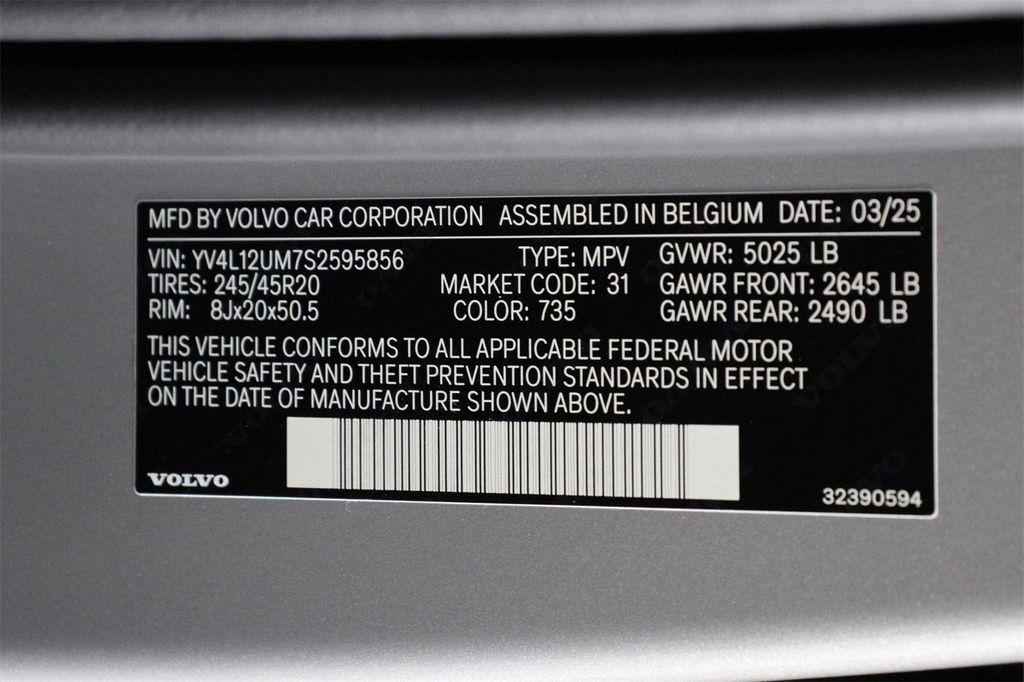 MFD BY VOLVO CAR CORPORATION ASSEMBLED IN BELGIUM DATE: 03/25
VIN: YV4L12UM7S2595856 TYPE: MPV GVWR: 5025 LB
TIRES: 245/45R20 MARKET CODE: 31 GAWR FRONT: 2645 LB
RIM: 8Jx20x50.5 COLOR: 735 GAWR REAR: 2490 LB
THIS VEHICLE CONFORMS TO ALL APPLICABLE FEDERAL MOTOR
VEHICLE SAFETY AND THEFT PREVENTION STANDARDS IN EFFECT
ON THE DATE OF MANUFACTURE SHOWN ABOVE.
VOLVO 32390594